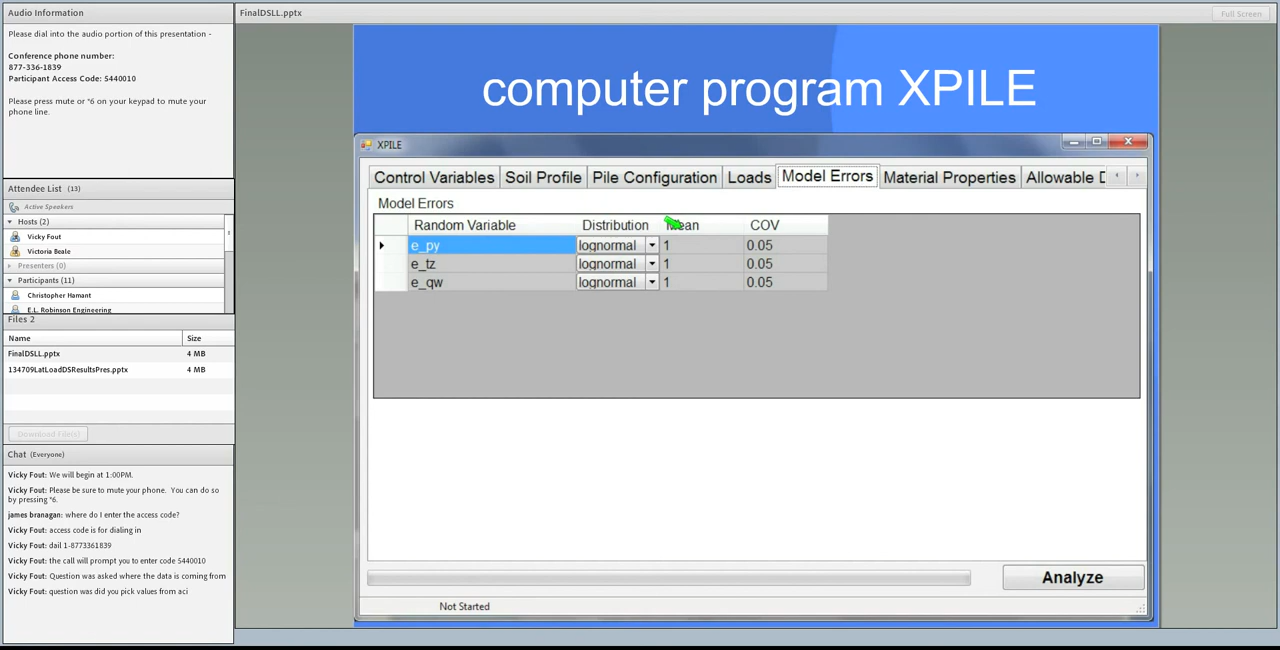 Audio Information
Please dial into the audio portion of this presentation -
Conference phone number:
877-336-1839
Participant Access Code: 5440010
Please press mute or *6 on your keypad to mute your
phone line.
Attendee List (13)
Active Speakers
Hosts (2)
Vicky Fout
Victoria Beale
Presenters (0)
Participants (11)
Christopher Hamant
E.L. Robinson Engineering
Files 2
Name Size
FinalDSLL.pptx 4 MB
134709LatLoadDSResultsPres.pptx 4 MB
Download File(s)
Chat (Everyone)
Vicky Fout: We will begin at 1:00PM.
Vicky Fout: Please be sure to mute your phone. You can do so
by pressing *6.
james branagan: where do I enter the access code?
Vicky Fout: access code is for dialing in
Vicky Fout: dail 1-8773361839
Vicky Fout: the call will prompt you to enter code 5440010
Vicky Fout: Question was asked where the data is coming from
Vicky Fout: question was did you pick values from aci
FinalDSLL.pptx
Full Screen
computer program XPILE
XPILE
Control Variables Soil Profile Pile Configuration Loads Model Errors Material Properties Allowable D
Model Errors
Random Variable Distribution Mean COV
e_py lognormal 1 0.05
e_tz lognormal 1 0.05
e_qw lognormal 1 0.05
Analyze
Not Started